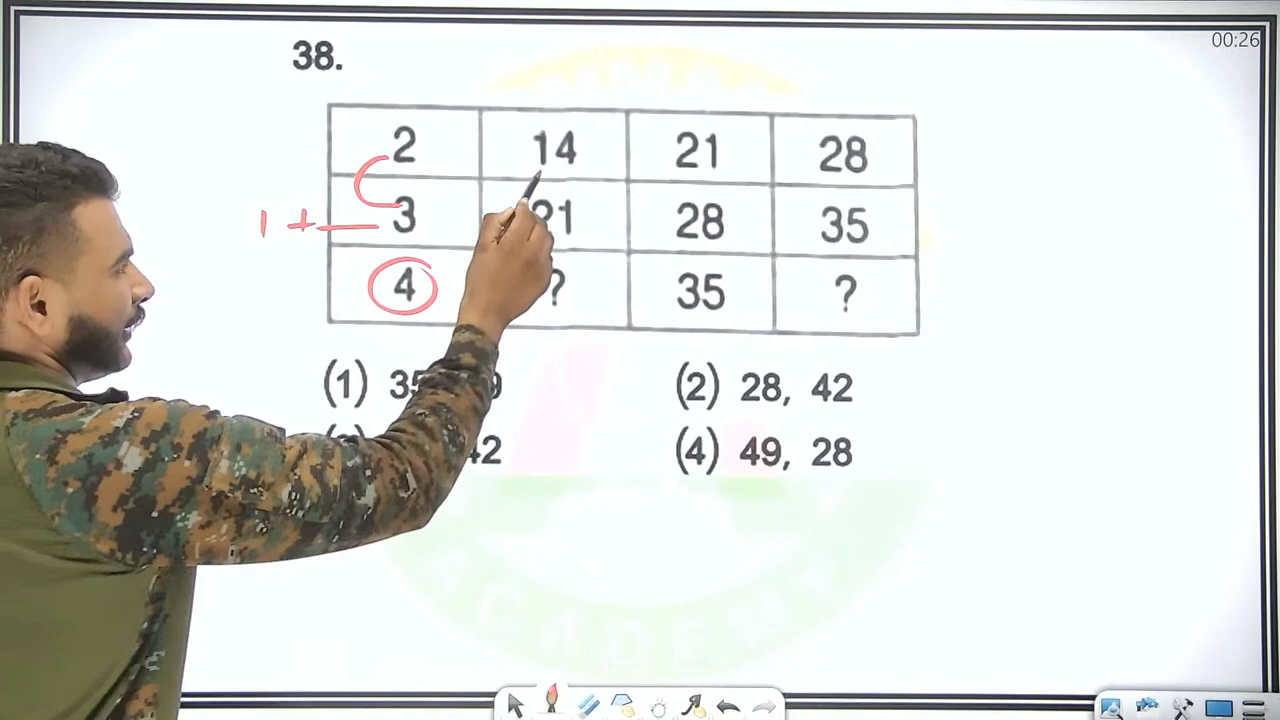 00:26
38.
2 14 21 28
1 + 3 21 28 35
4 ? 35 ?
(1) 35
(2) 28, 42
42
(4) 49, 28
ACADEMY